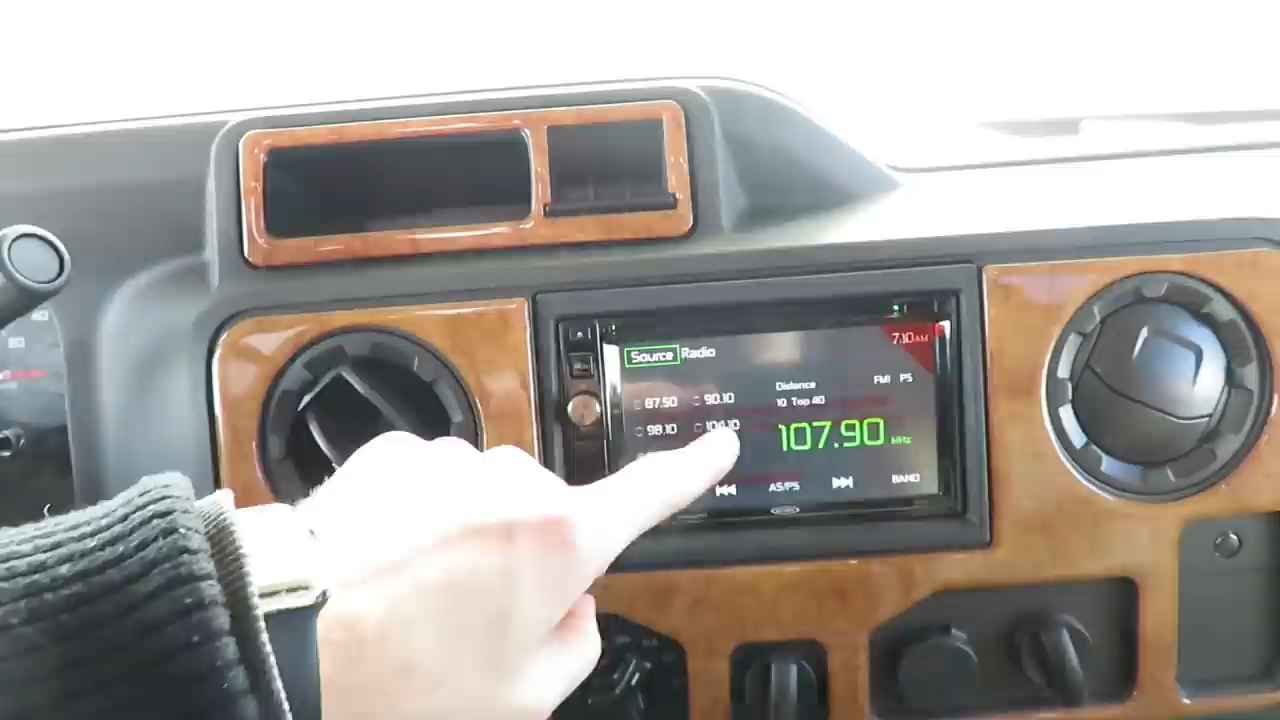 7:10 AM
Source Radio
Distance FM1 PS
87.50 90.10
10 Top 40
98.10
107.90 MHz
AS/PS BAND
80